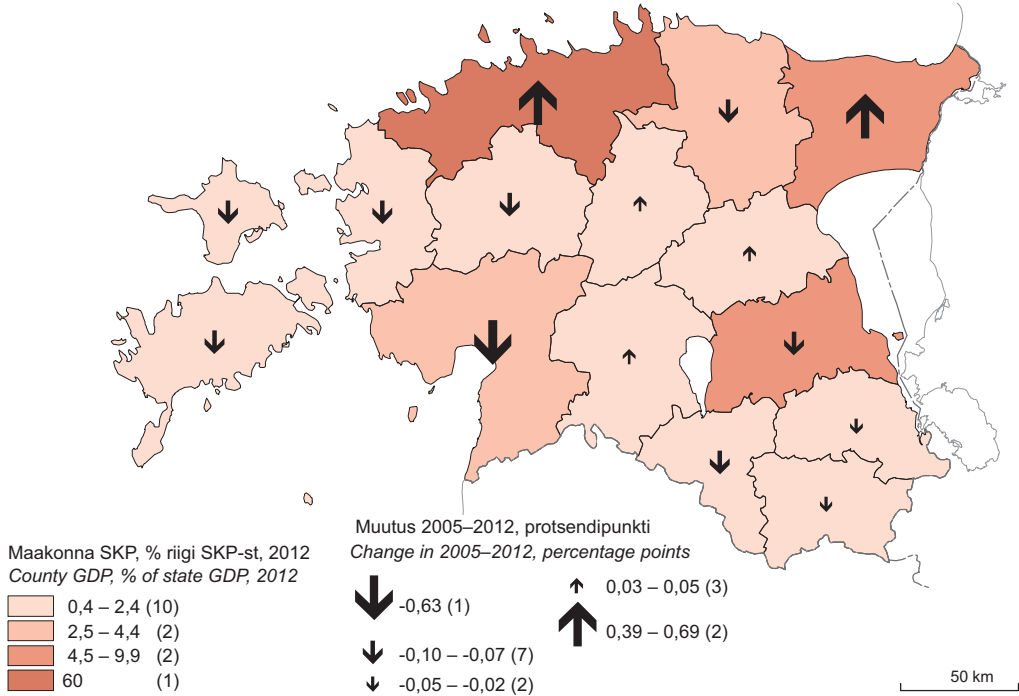 Maakonna SKP, % riigi SKP-st, 2012
County GDP, % of state GDP, 2012
0,4 – 2,4 (10)
2,5 – 4,4 (2)
4,5 – 9,9 (2)
60 (1)
Muutus 2005–2012, protsendipunkti
Change in 2005–2012, percentage points
-0,63 (1)
-0,10 – -0,07 (7)
-0,05 – -0,02 (2)
0,03 – 0,05 (3)
0,39 – 0,69 (2)
50 km